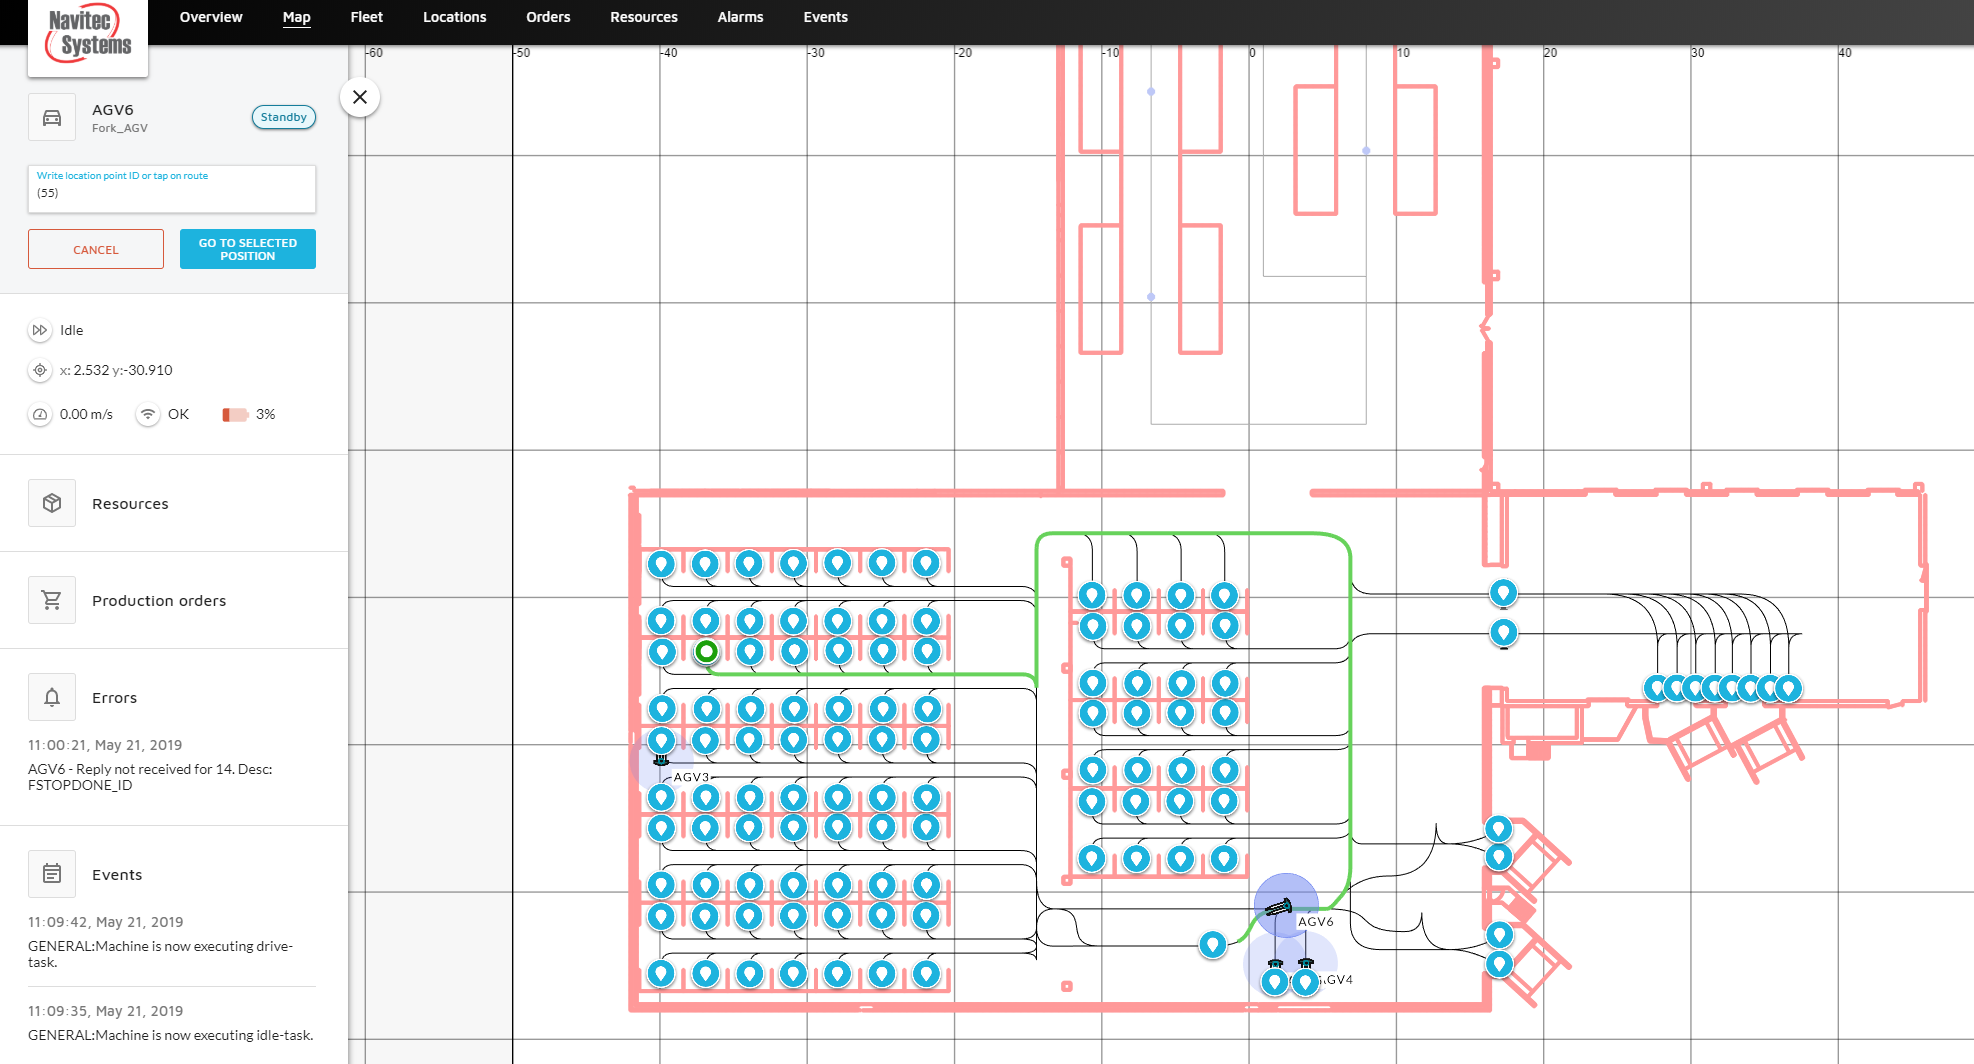 Navitec
Systems
Overview Map Fleet Locations Orders Resources Alarms Events
-60 -50 -40 -30 -20 -10 0 10 20 30 40
AGV6
Fork_AGV
Standby
Write location point ID or tap on route
(55)
CANCEL
GO TO SELECTED
POSITION
Idle
x: 2.532 y:-30.910
0.00 m/s OK 3%
Resources
Production orders
Errors
11:00:21, May 21, 2019
AGV6 - Reply not received for 14. Desc:
FSTOPDONE_ID
Events
11:09:42, May 21, 2019
GENERAL:Machine is now executing drive-
task.
11:09:35, May 21, 2019
GENERAL:Machine is now executing idle-task.
AGV3
AGV6
GV4